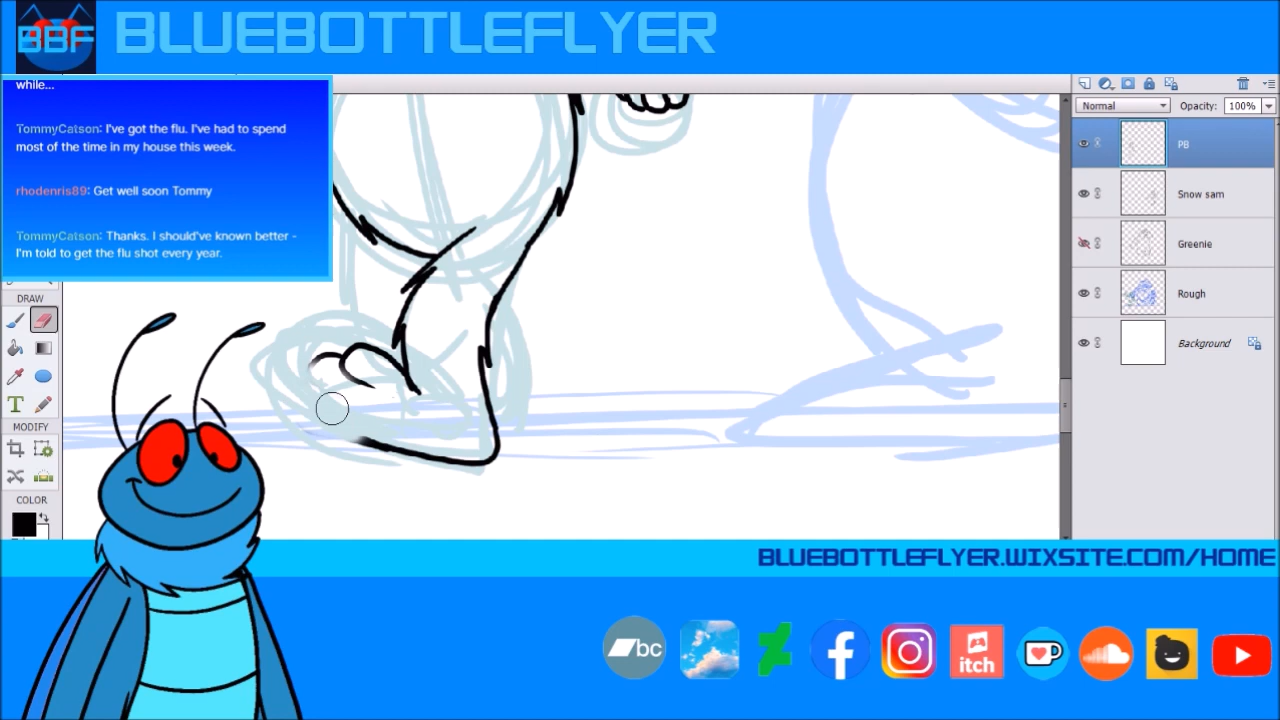 BBF
BLUEBOTTLEFLYER
while...
TommyCatson: I've got the flu. I've had to spend
most of the time in my house this week.
rhodenris89: Get well soon Tommy
TommyCatson: Thanks. I should've known better -
I'm told to get the flu shot every year.
Normal
Opacity: 100%
PB
Snow sam
Greenie
Rough
Background
DRAW
T
MODIFY
COLOR
BLUEBOTTLEFLYER.WIXSITE.COM/HOME
bc
itch